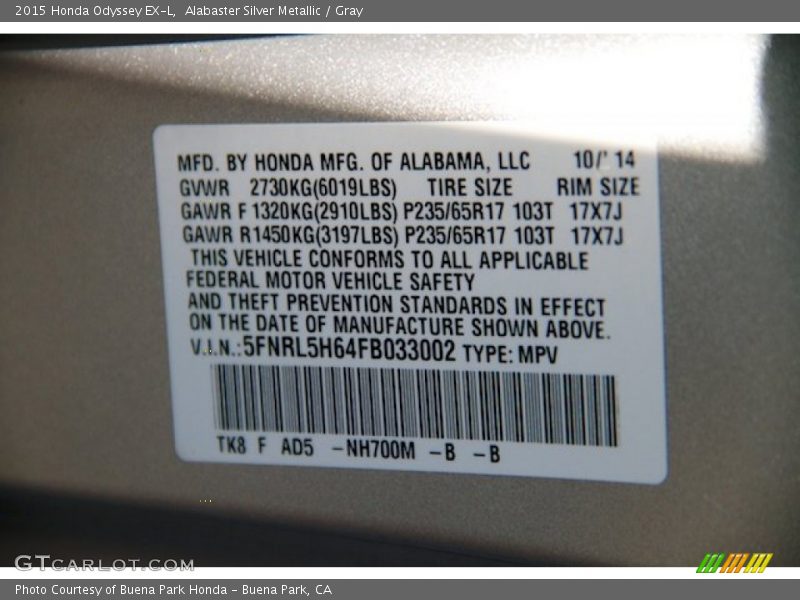 2015 Honda Odyssey EX-L,  Alabaster Silver Metallic / Gray
MFD. BY HONDA MFG. OF ALABAMA, LLC 10/' 14
GVWR 2730KG(6019LBS) TIRE SIZE RIM SIZE
GAWR F 1320KG(2910LBS) P235/65R17 103T 17X7J
GAWR R1450KG(3197LBS) P235/65R17 103T 17X7J
THIS VEHICLE CONFORMS TO ALL APPLICABLE
FEDERAL MOTOR VEHICLE SAFETY
AND THEFT PREVENTION STANDARDS IN EFFECT
ON THE DATE OF MANUFACTURE SHOWN ABOVE.
V.I.N.:5FNRL5H64FB033002 TYPE: MPV
TK8 F AD5 -NH700M -B -B
GTCARLOT.COM
Photo Courtesy of Buena Park Honda - Buena Park, CA